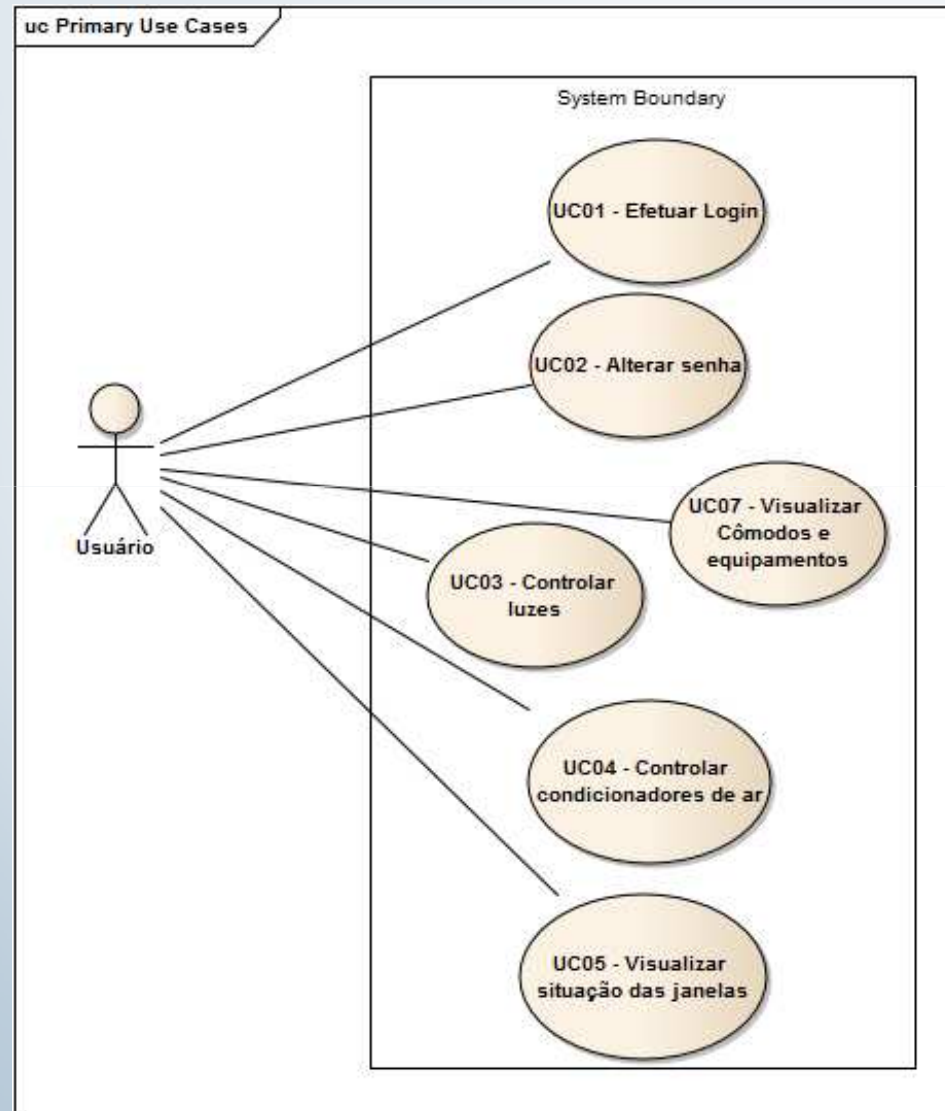 uc Primary Use Cases
System Boundary
UC01 - Efetuar Login
UC02 - Alterar senha
UC07 - Visualizar
Cômodos e
equipamentos
Usuário
UC03 - Controlar
luzes
UC04 - Controlar
condicionadores de ar
UC05 - Visualizar
situação das janelas